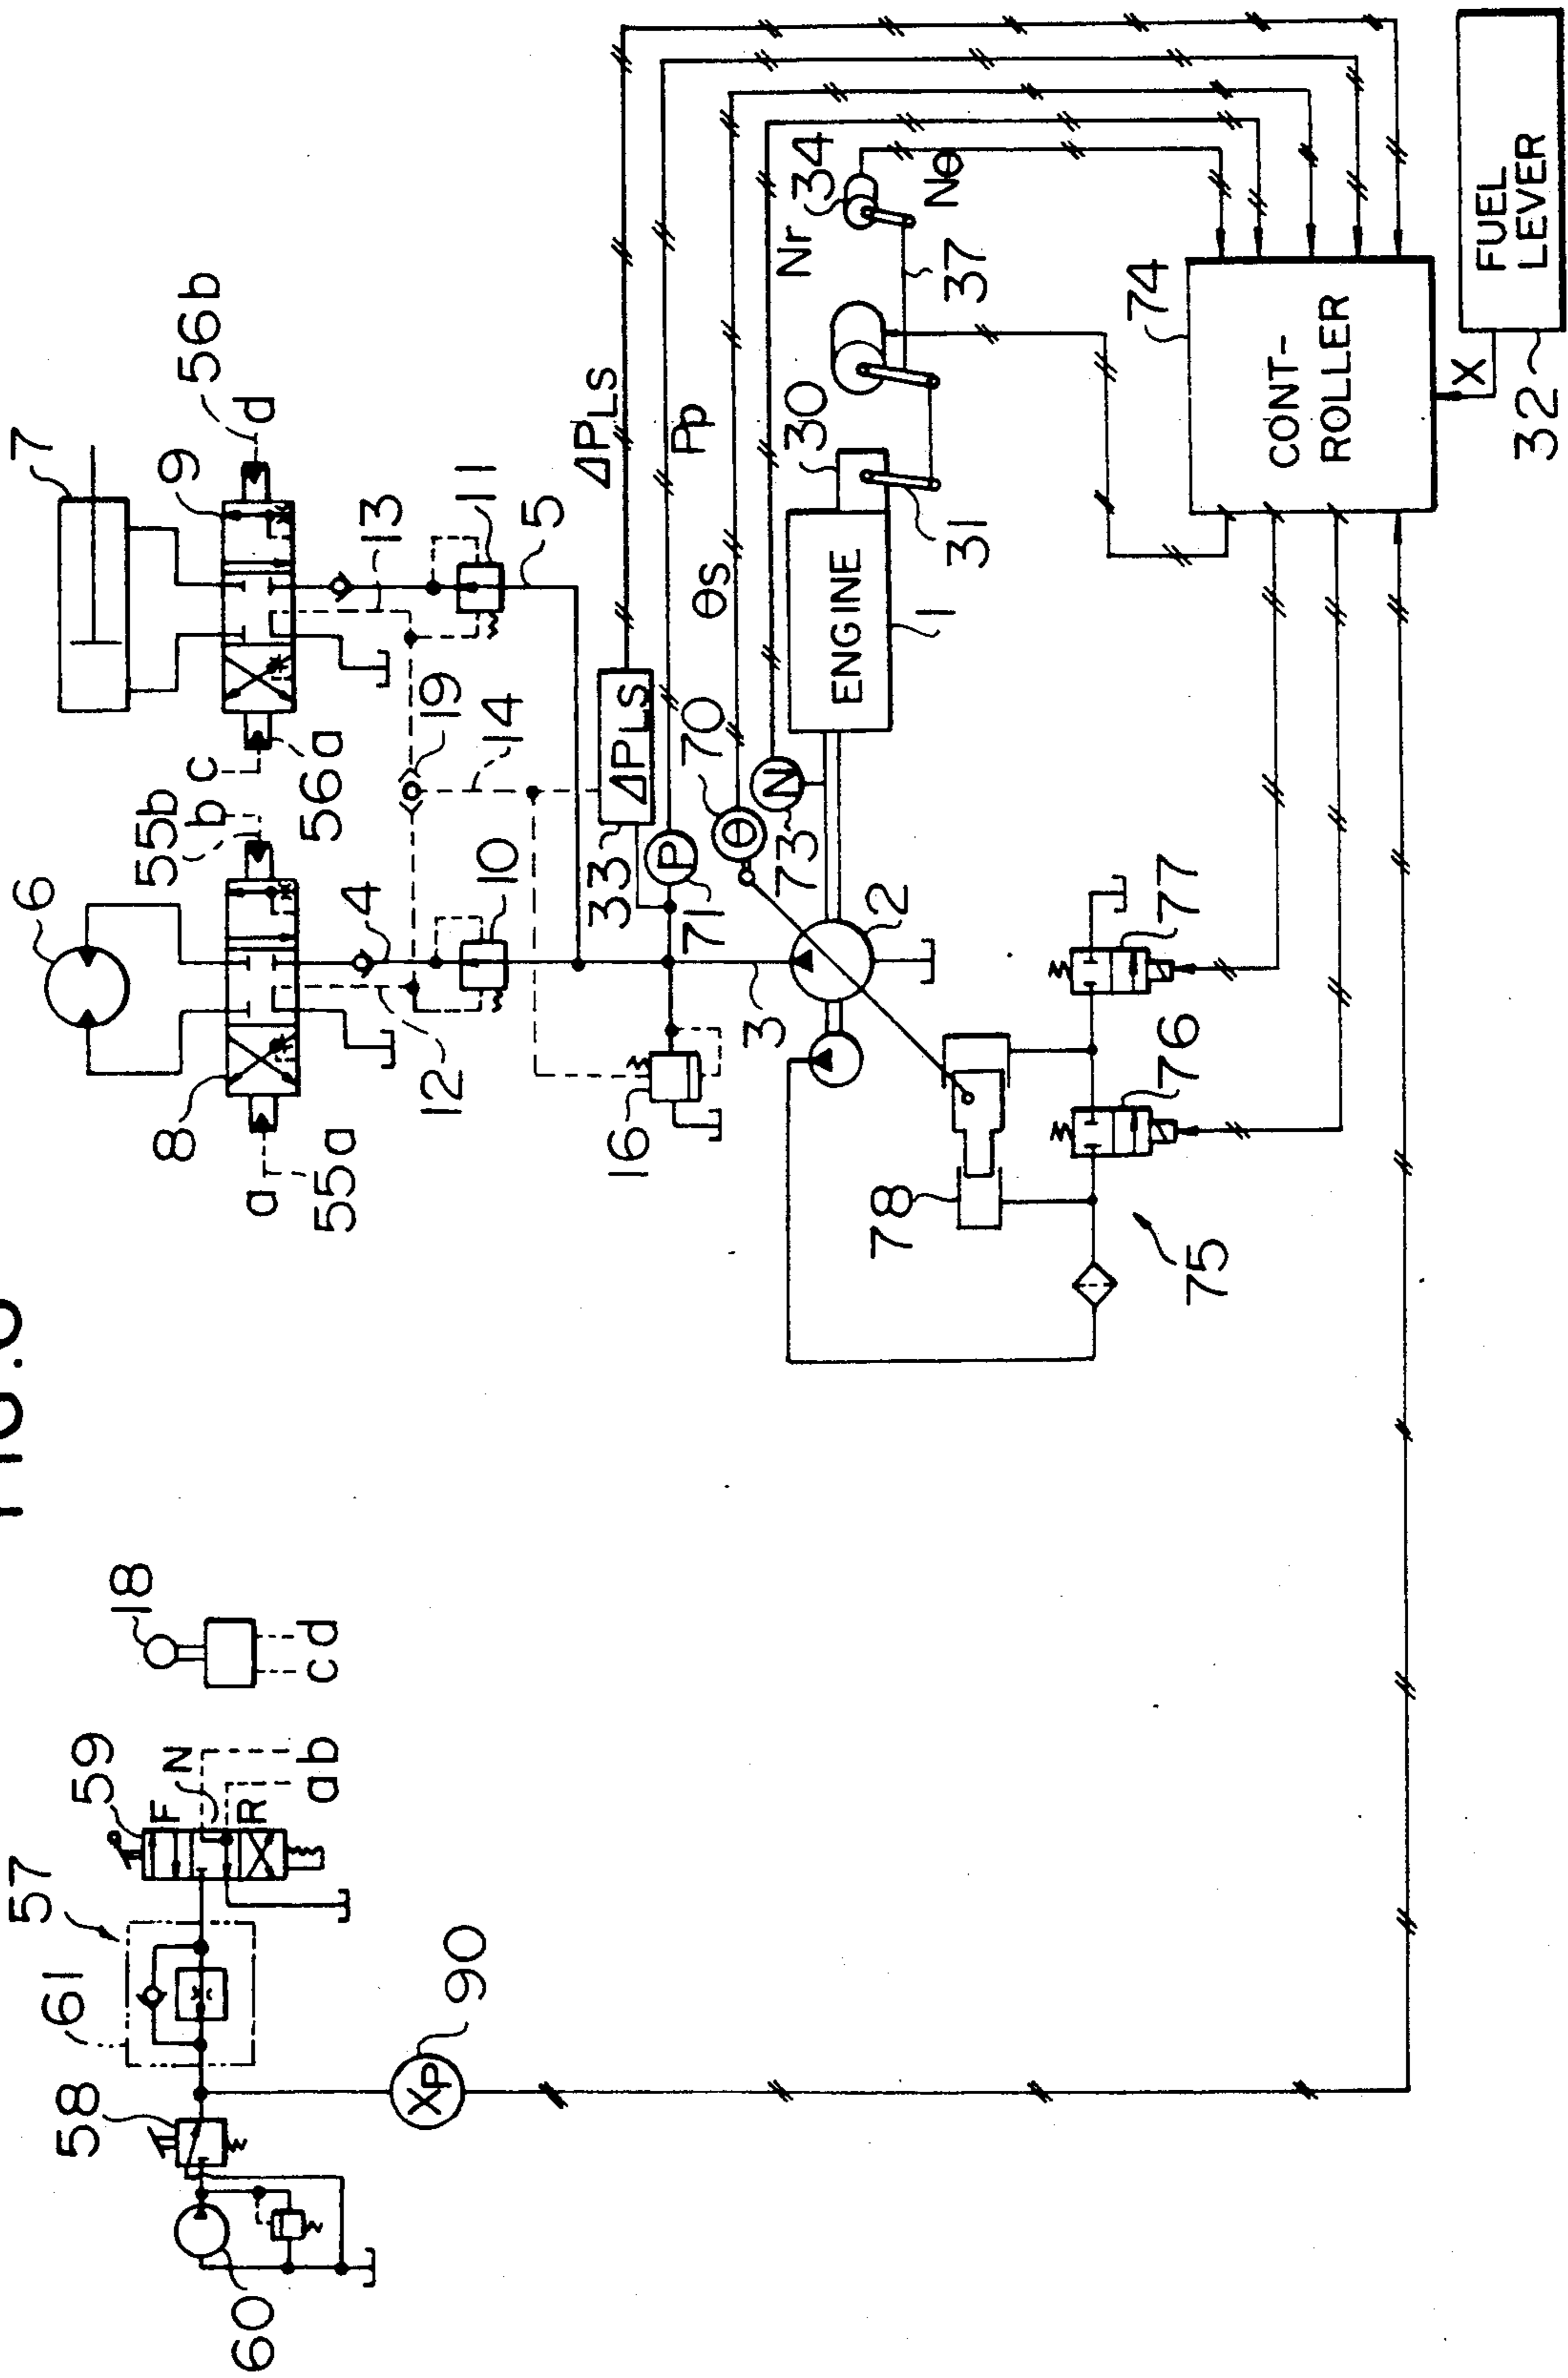 57
61
59
58
18
F
N
R
a b
c d
60
90
XP
6
7
8
9
55b
b
c
56a
56b
d
a
55a
4
12
13
19
14
10
11
5
16
33
ΔPLS
ΔPLS
Pp
P
71
70
θ
θs
N
73
3
2
ENGINE
1
30
31
Nr
34
Nθ
37
78
76
77
75
74
CONT-
ROLLER
X
FUEL
LEVER
32